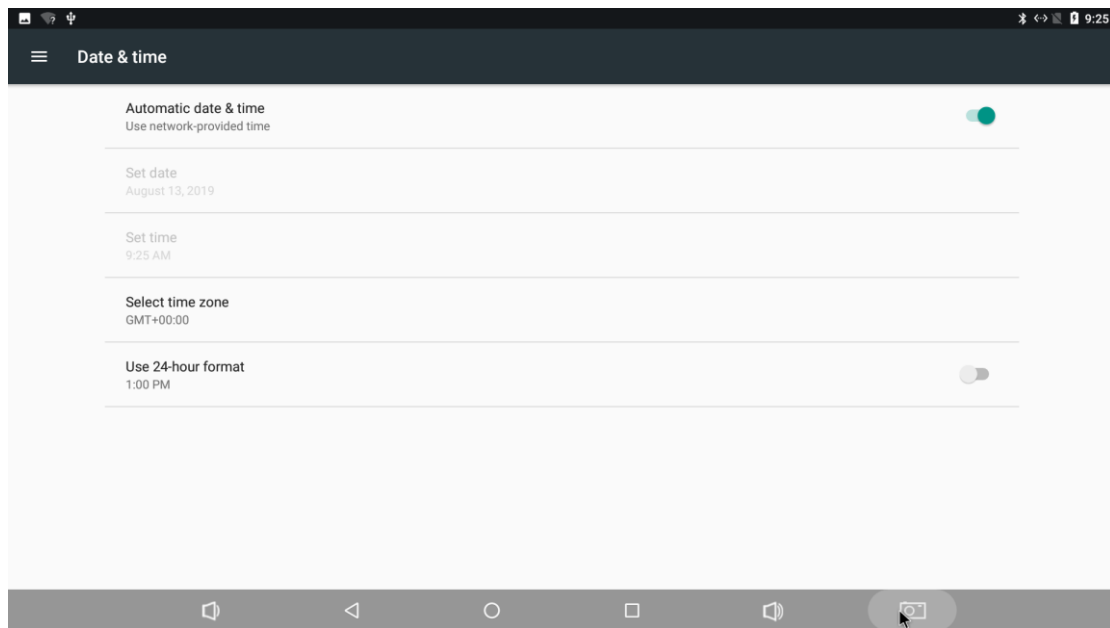 9:25
Date & time
Automatic date & time
Use network-provided time
Set date
August 13, 2019
Set time
9:25 AM
Select time zone
GMT+00:00
Use 24-hour format
1:00 PM